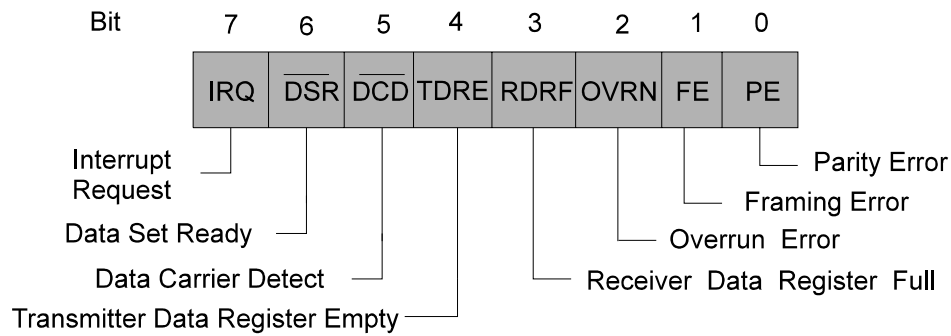 Bit 7 6 5 4 3 2 1 0
IRQ DSR DCD TDRE RDRF OVRN FE PE
Interrupt
Request
Parity Error
Framing Error
Data Set Ready
Overrun Error
Data Carrier Detect
Receiver Data Register Full
Transmitter Data Register Empty